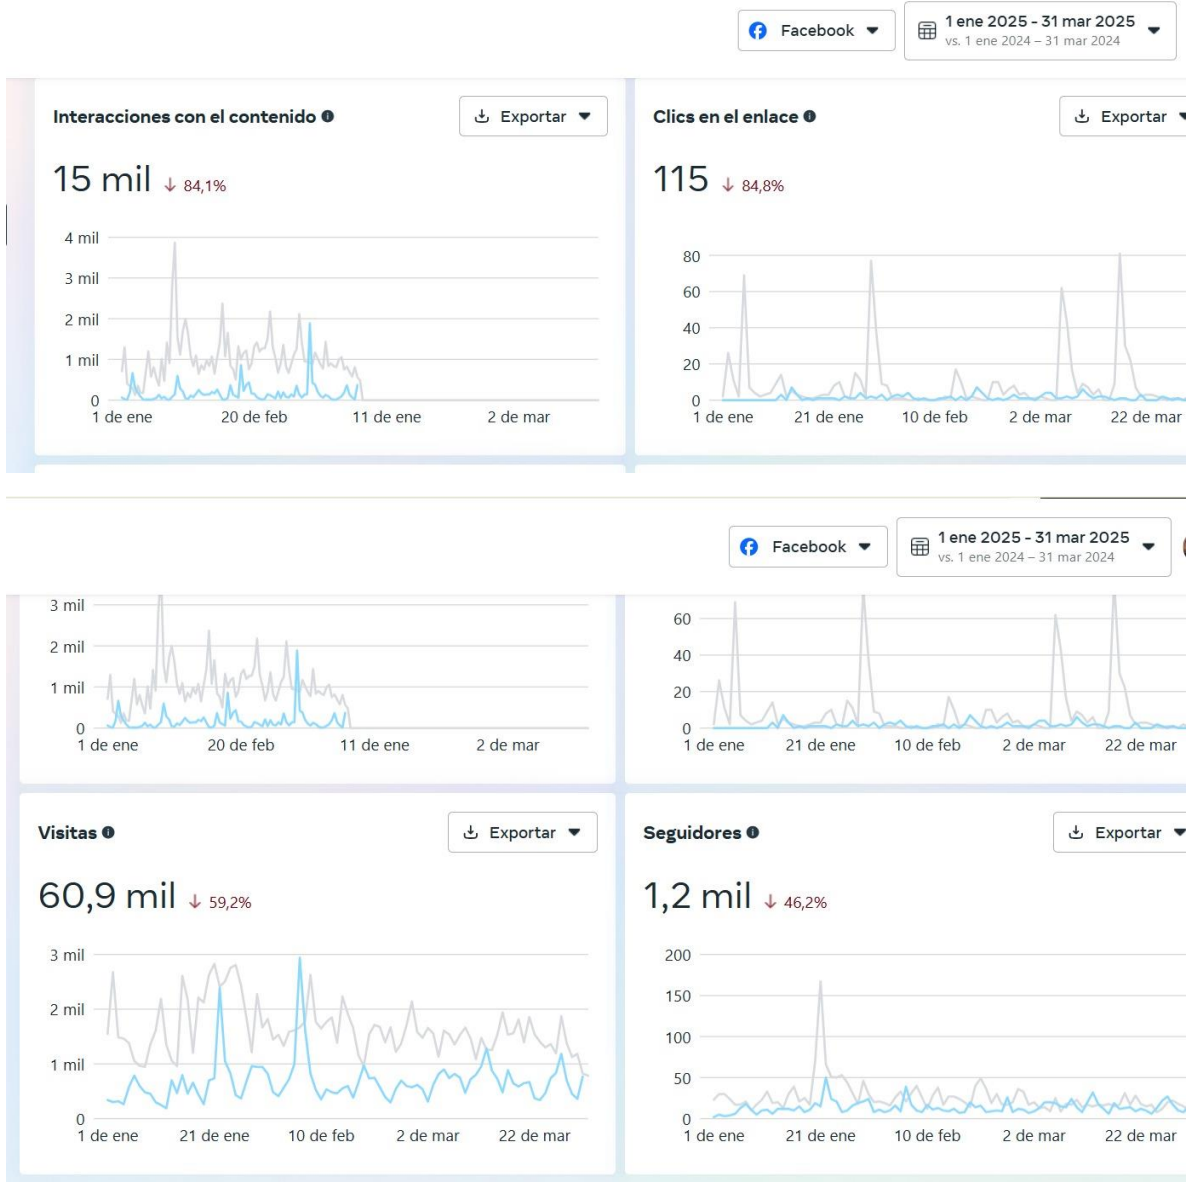 Facebook
1 ene 2025 - 31 mar 2025
vs. 1 ene 2024 – 31 mar 2024
Interacciones con el contenido
Exportar
15 mil ↓ 84,1%
4 mil
3 mil
2 mil
1 mil
0
1 de ene 20 de feb 11 de ene 2 de mar
Clics en el enlace
Exportar
115 ↓ 84,8%
80
60
40
20
0
1 de ene 21 de ene 10 de feb 2 de mar 22 de mar
Facebook
1 ene 2025 - 31 mar 2025
vs. 1 ene 2024 – 31 mar 2024
3 mil
2 mil
1 mil
0
1 de ene 20 de feb 11 de ene 2 de mar
60
40
20
0
1 de ene 21 de ene 10 de feb 2 de mar 22 de mar
Visitas
Exportar
60,9 mil ↓ 59,2%
3 mil
2 mil
1 mil
0
1 de ene 21 de ene 10 de feb 2 de mar 22 de mar
Seguidores
Exportar
1,2 mil ↓ 46,2%
200
150
100
50
0
1 de ene 21 de ene 10 de feb 2 de mar 22 de mar